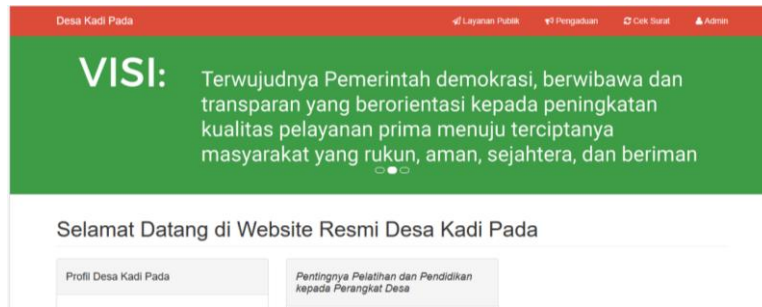 Desa Kadi Pada
Layanan Publik
Pengaduan
Cek Surat
Admin
VISI:
Terwujudnya Pemerintah demokrasi, berwibawa dan
transparan yang berorientasi kepada peningkatan
kualitas pelayanan prima menuju terciptanya
masyarakat yang rukun, aman, sejahtera, dan beriman
Selamat Datang di Website Resmi Desa Kadi Pada
Profil Desa Kadi Pada
Pentingnya Pelatihan dan Pendidikan
kepada Perangkat Desa